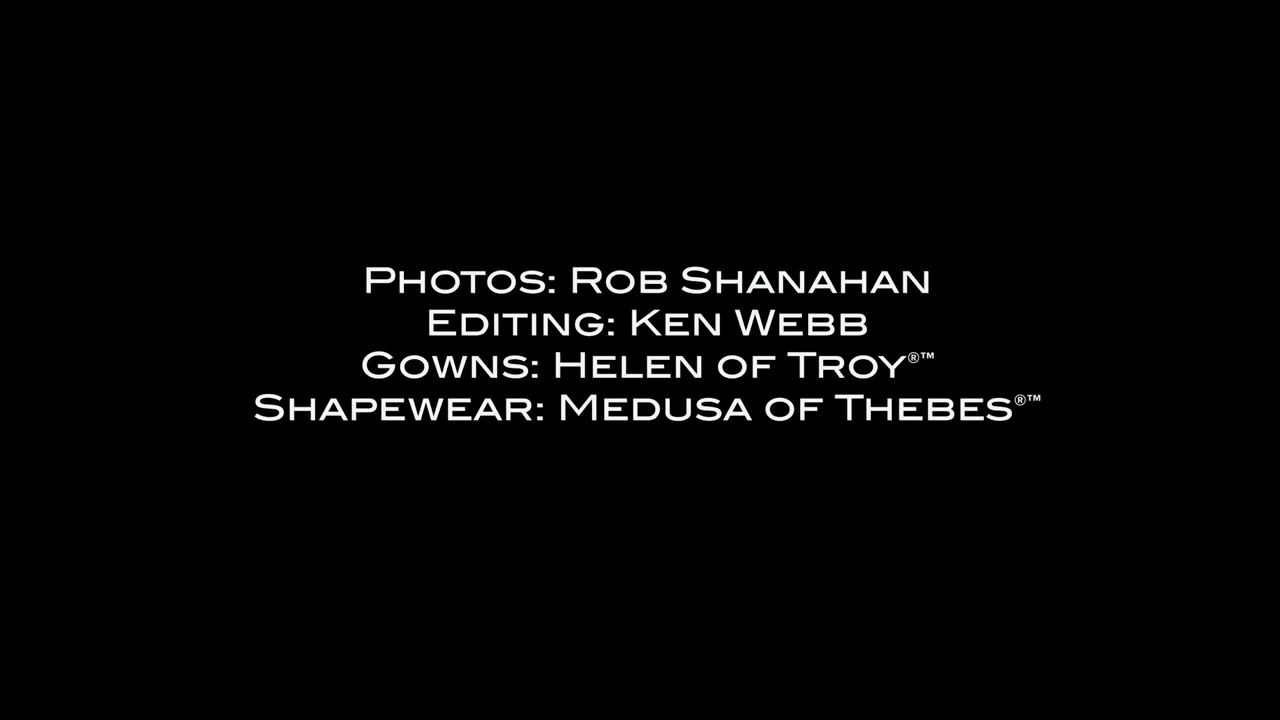 Photos: Rob Shanahan
Editing: Ken Webb
Gowns: Helen of Troy®™
Shapewear: Medusa of Thebes®™